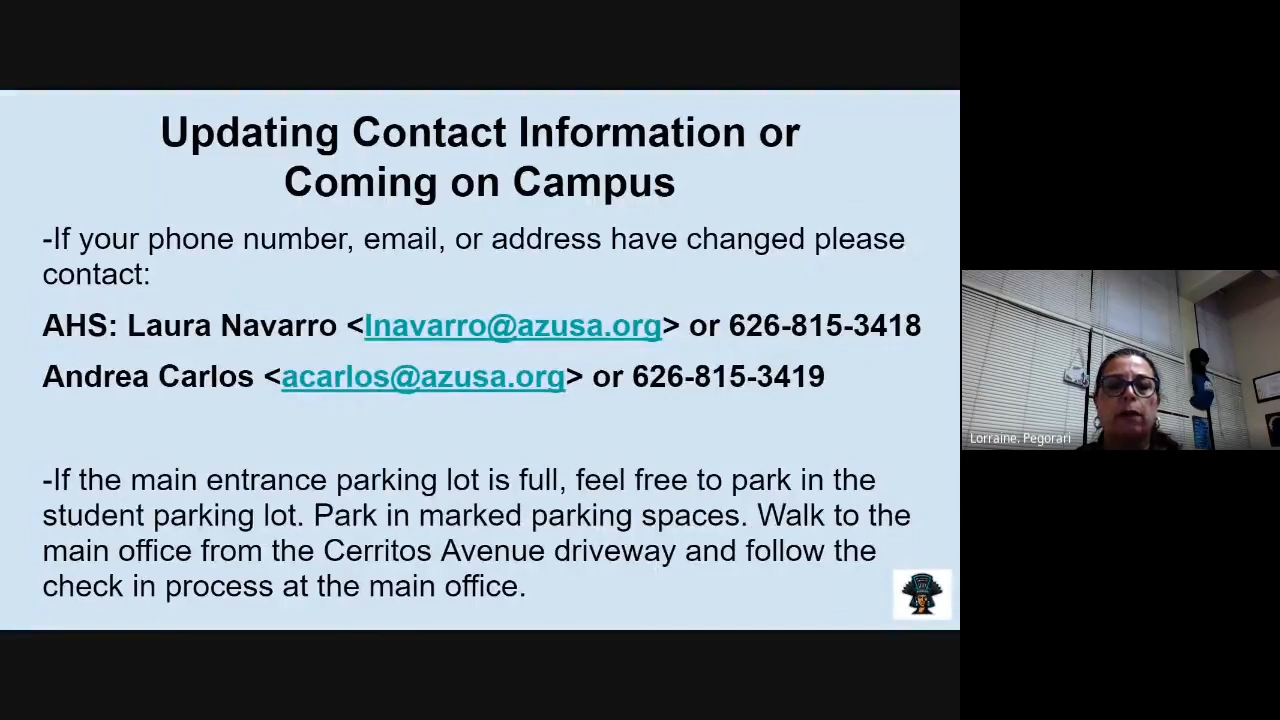 Updating Contact Information or
Coming on Campus
-If your phone number, email, or address have changed please
contact:
AHS: Laura Navarro <lnavarro@azusa.org> or 626-815-3418
Andrea Carlos <acarlos@azusa.org> or 626-815-3419
-If the main entrance parking lot is full, feel free to park in the
student parking lot. Park in marked parking spaces. Walk to the
main office from the Cerritos Avenue driveway and follow the
check in process at the main office.
Lorraine. Pegorari